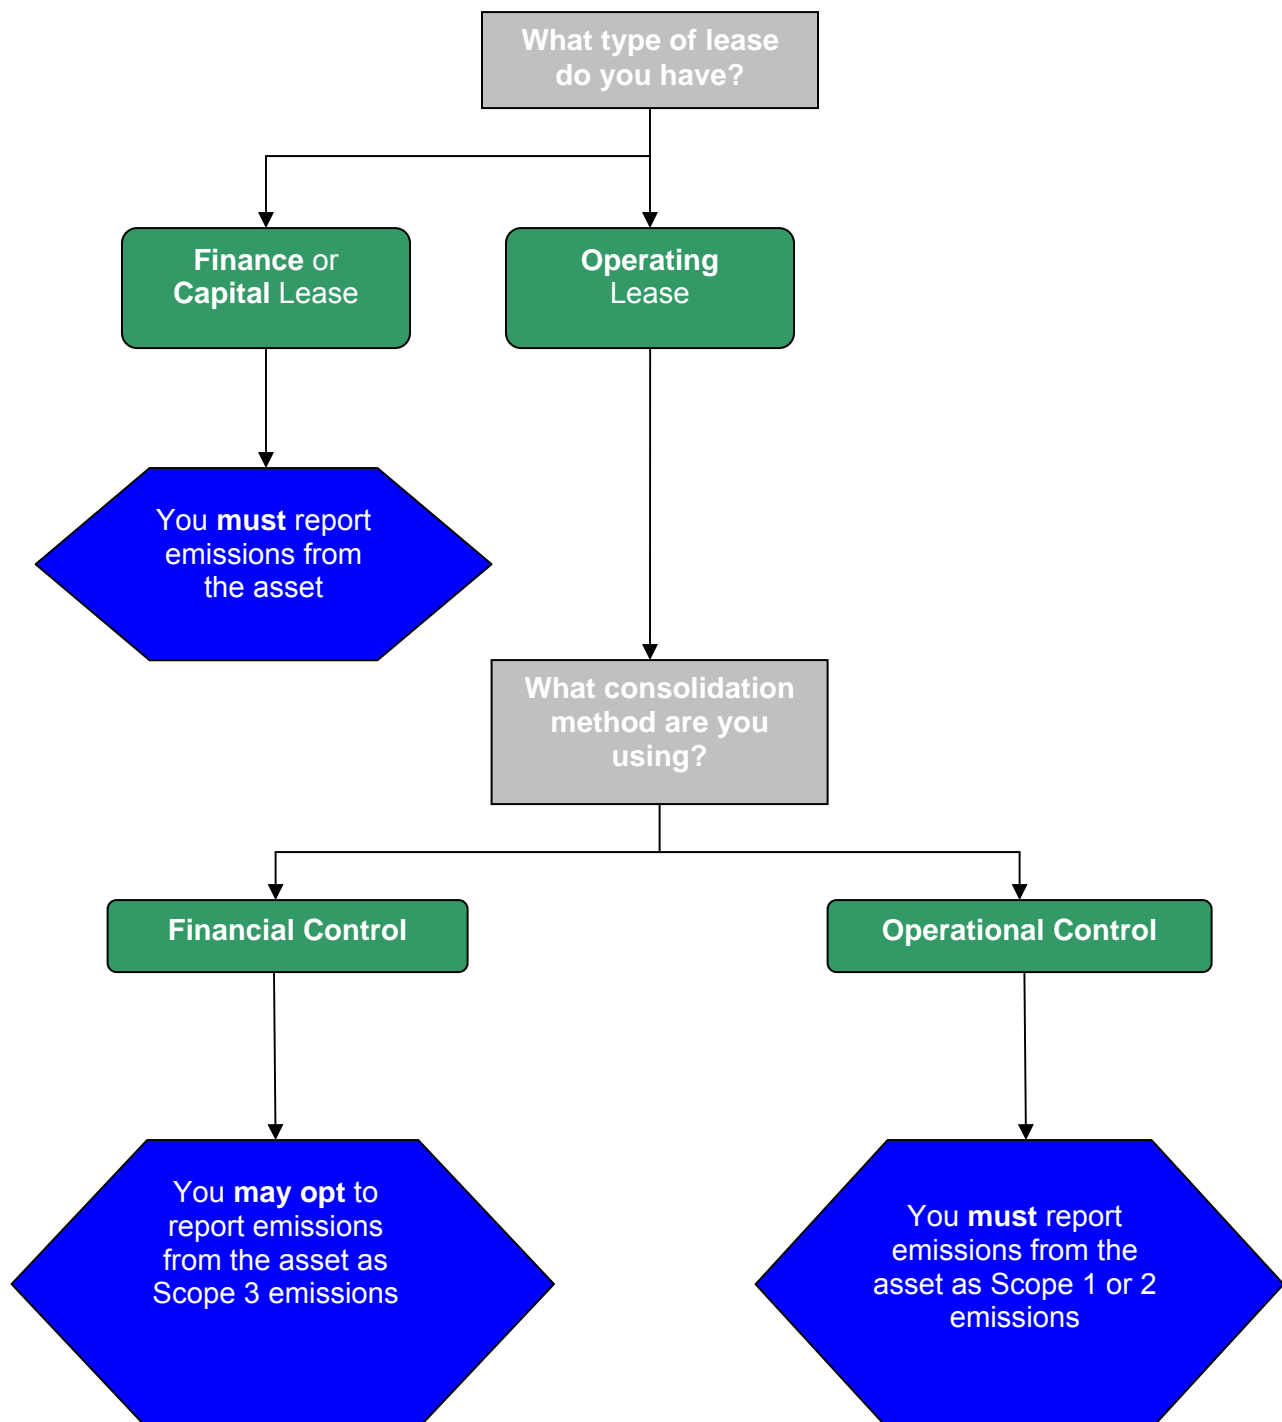 What type of lease
do you have?
Finance or
Capital Lease
Operating
Lease
You must report
emissions from
the asset
What consolidation
method are you
using?
Financial Control
Operational Control
You may opt to
report emissions
from the asset as
Scope 3 emissions
You must report
emissions from the
asset as Scope 1 or 2
emissions